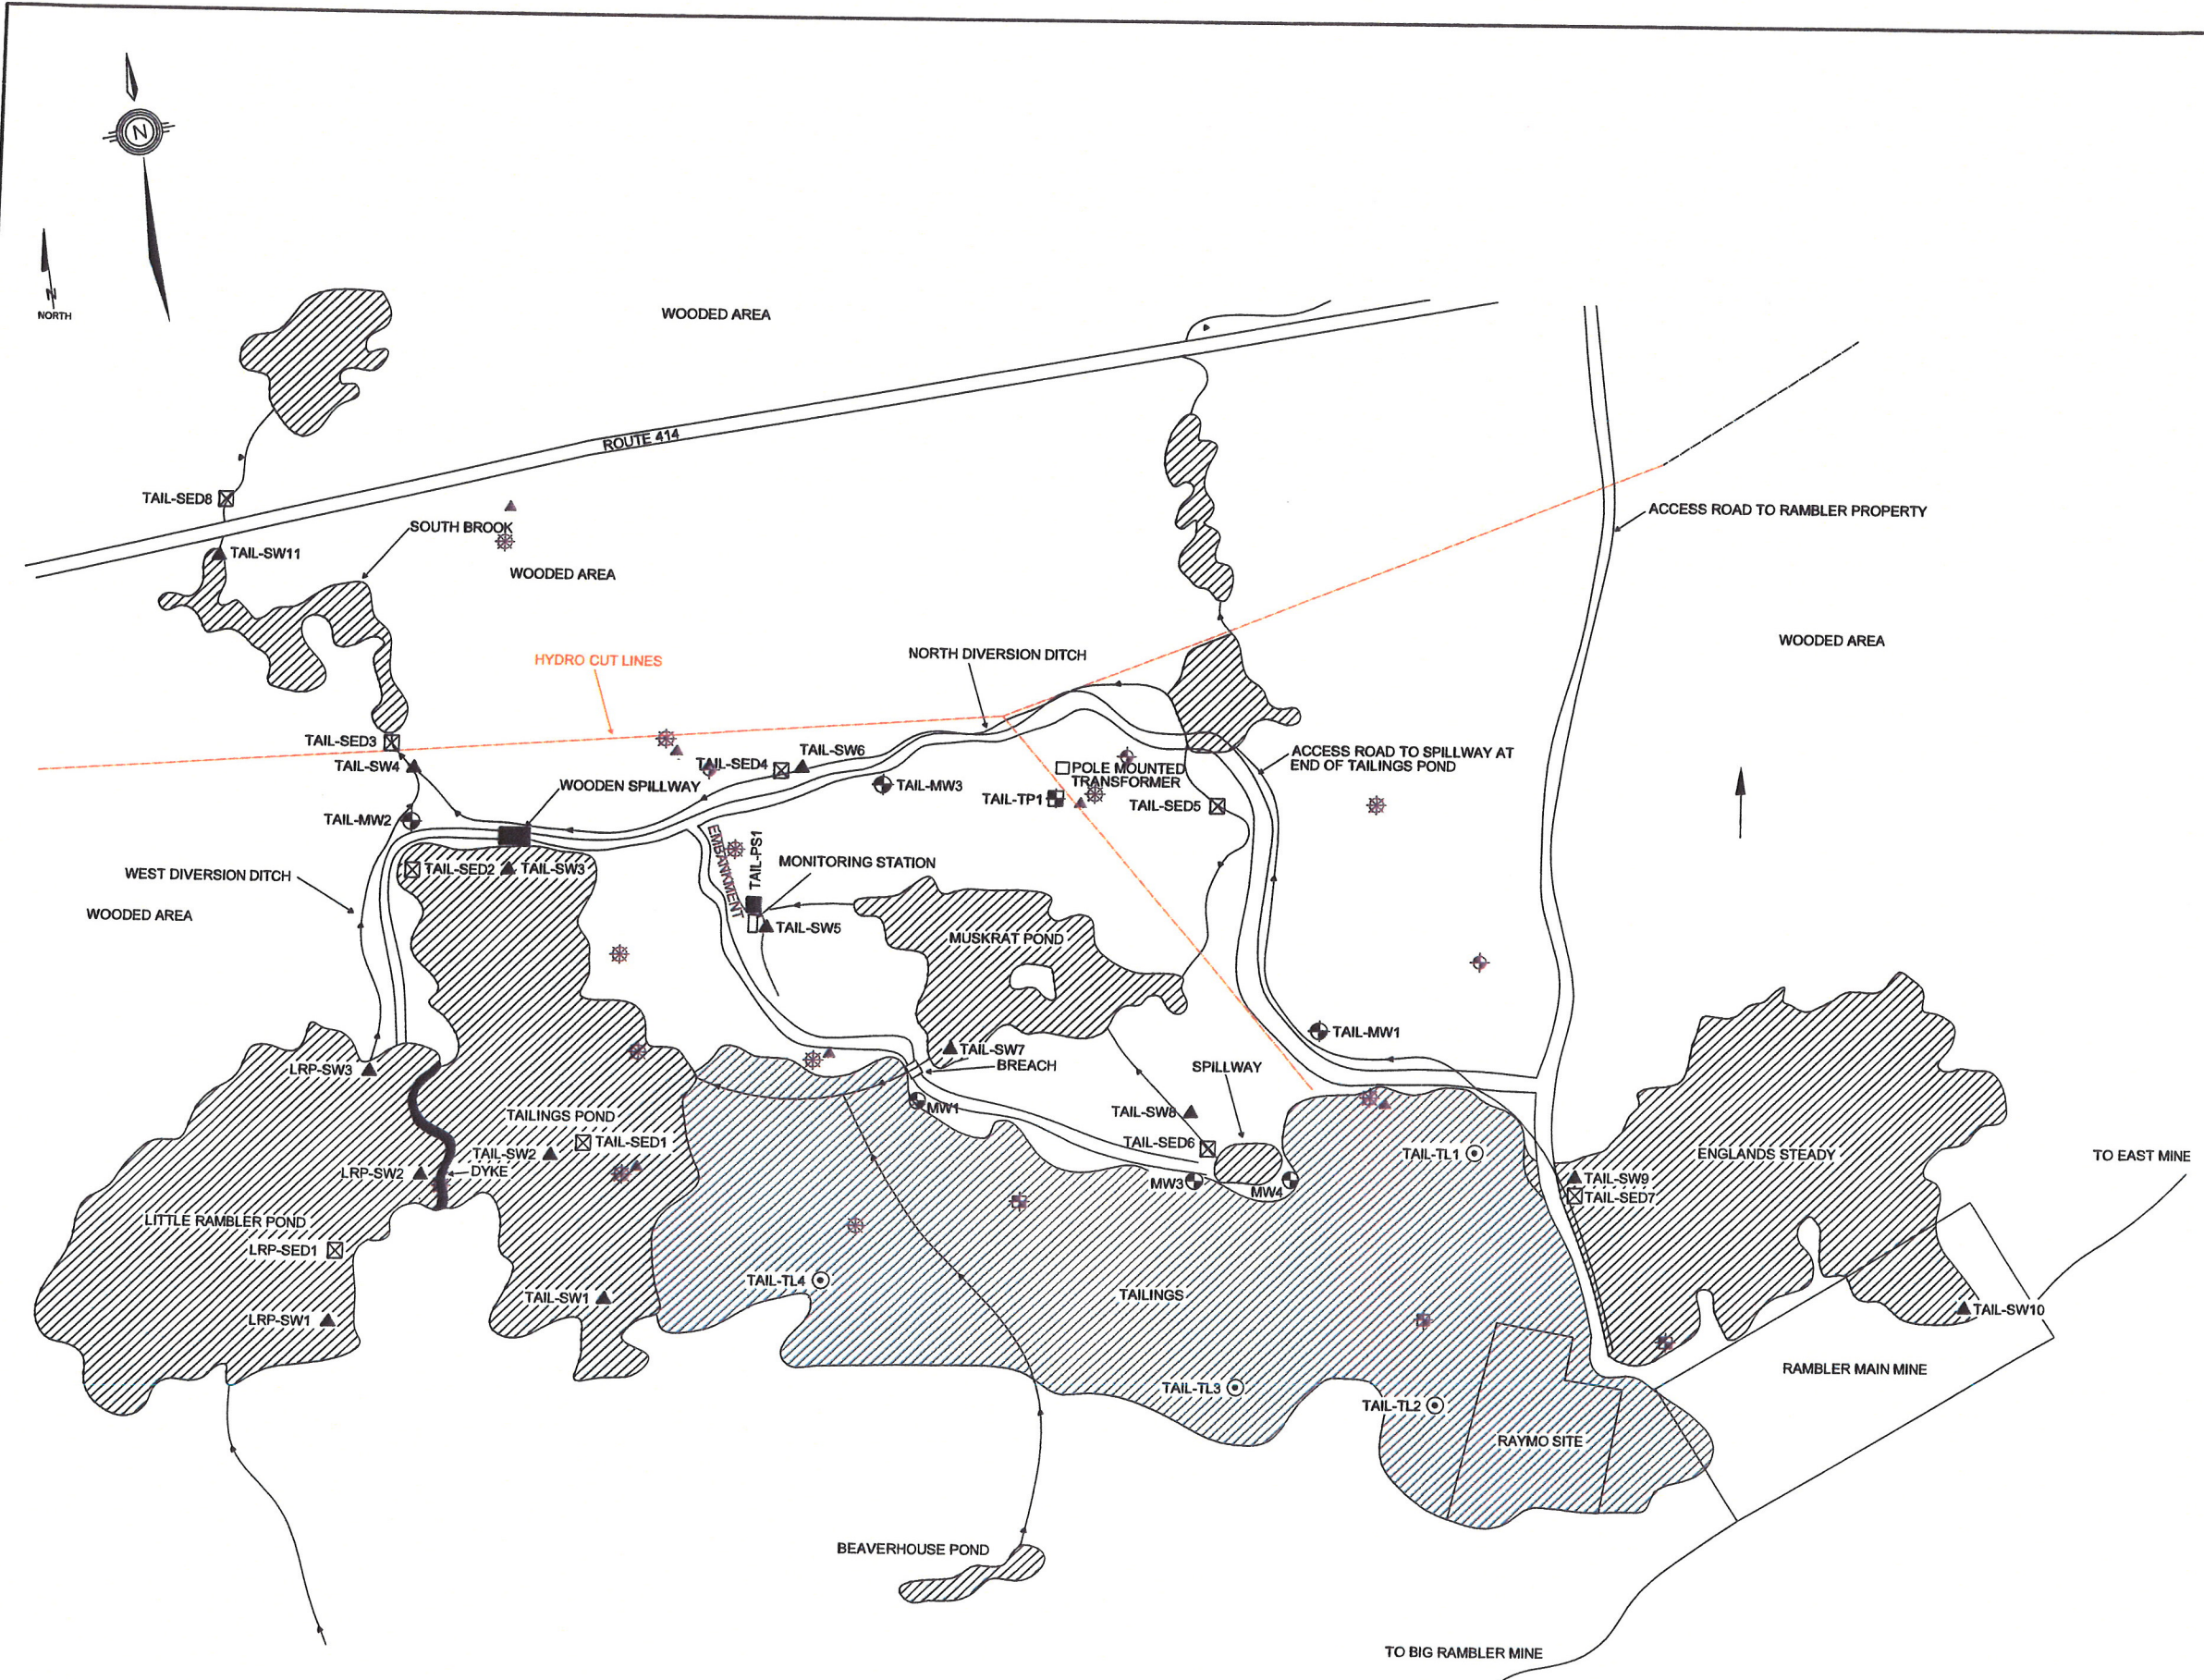 N
N
NORTH
WOODED AREA
ROUTE 414
TAIL-SED8
SOUTH BROOK
ACCESS ROAD TO RAMBLER PROPERTY
TAIL-SW11
WOODED AREA
WOODED AREA
HYDRO CUT LINES
NORTH DIVERSION DITCH
TAIL-SED3
TAIL-SW4
TAIL-SED4
TAIL-SW6
ACCESS ROAD TO SPILLWAY AT
END OF TAILINGS POND
POLE MOUNTED
TRANSFORMER
WOODEN SPILLWAY
TAIL-MW3
TAIL-TP1
TAIL-SED5
TAIL-MW2
EMBANKMENT
TAIL-PS1
MONITORING STATION
WEST DIVERSION DITCH
TAIL-SED2
TAIL-SW3
WOODED AREA
TAIL-SW5
MUSKRAT POND
TAIL-MW1
TAIL-SW7
BREACH
SPILLWAY
LRP-SW3
TAILINGS POND
MW1
TAIL-SW8
TAIL-SED1
TAIL-SED6
TAIL-SW2
TAIL-TL1
ENGLANDS STEADY
TO EAST MINE
LRP-SW2
DYKE
MW3
MW4
TAIL-SW9
TAIL-SED7
LITTLE RAMBLER POND
LRP-SED1
TAIL-TL4
TAILINGS
TAIL-SW1
TAIL-SW10
LRP-SW1
RAMBLER MAIN MINE
TAIL-TL3
TAIL-TL2
RAYMO SITE
BEAVERHOUSE POND
TO BIG RAMBLER MINE